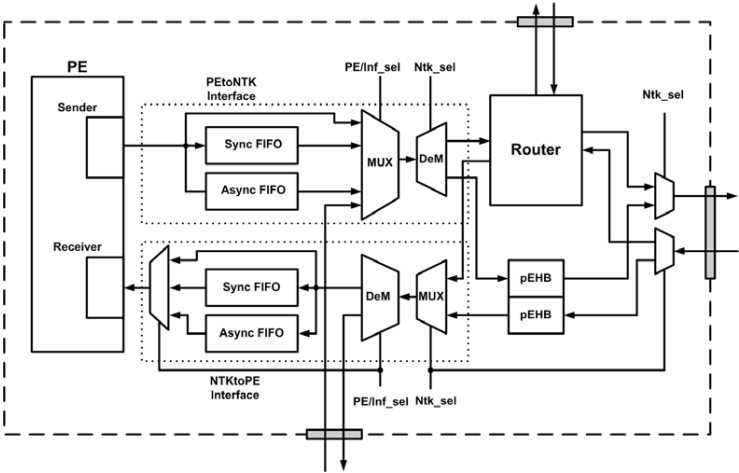 PE
PEtoNTK
Interface
PE/Inf_sel
Ntk_sel
Ntk_sel
Sender
Sync FIFO
Async FIFO
MUX
DeM
Router
Receiver
Sync FIFO
Async FIFO
DeM
MUX
pEHB
pEHB
NTKtoPE
Interface
PE/Inf_sel
Ntk_sel